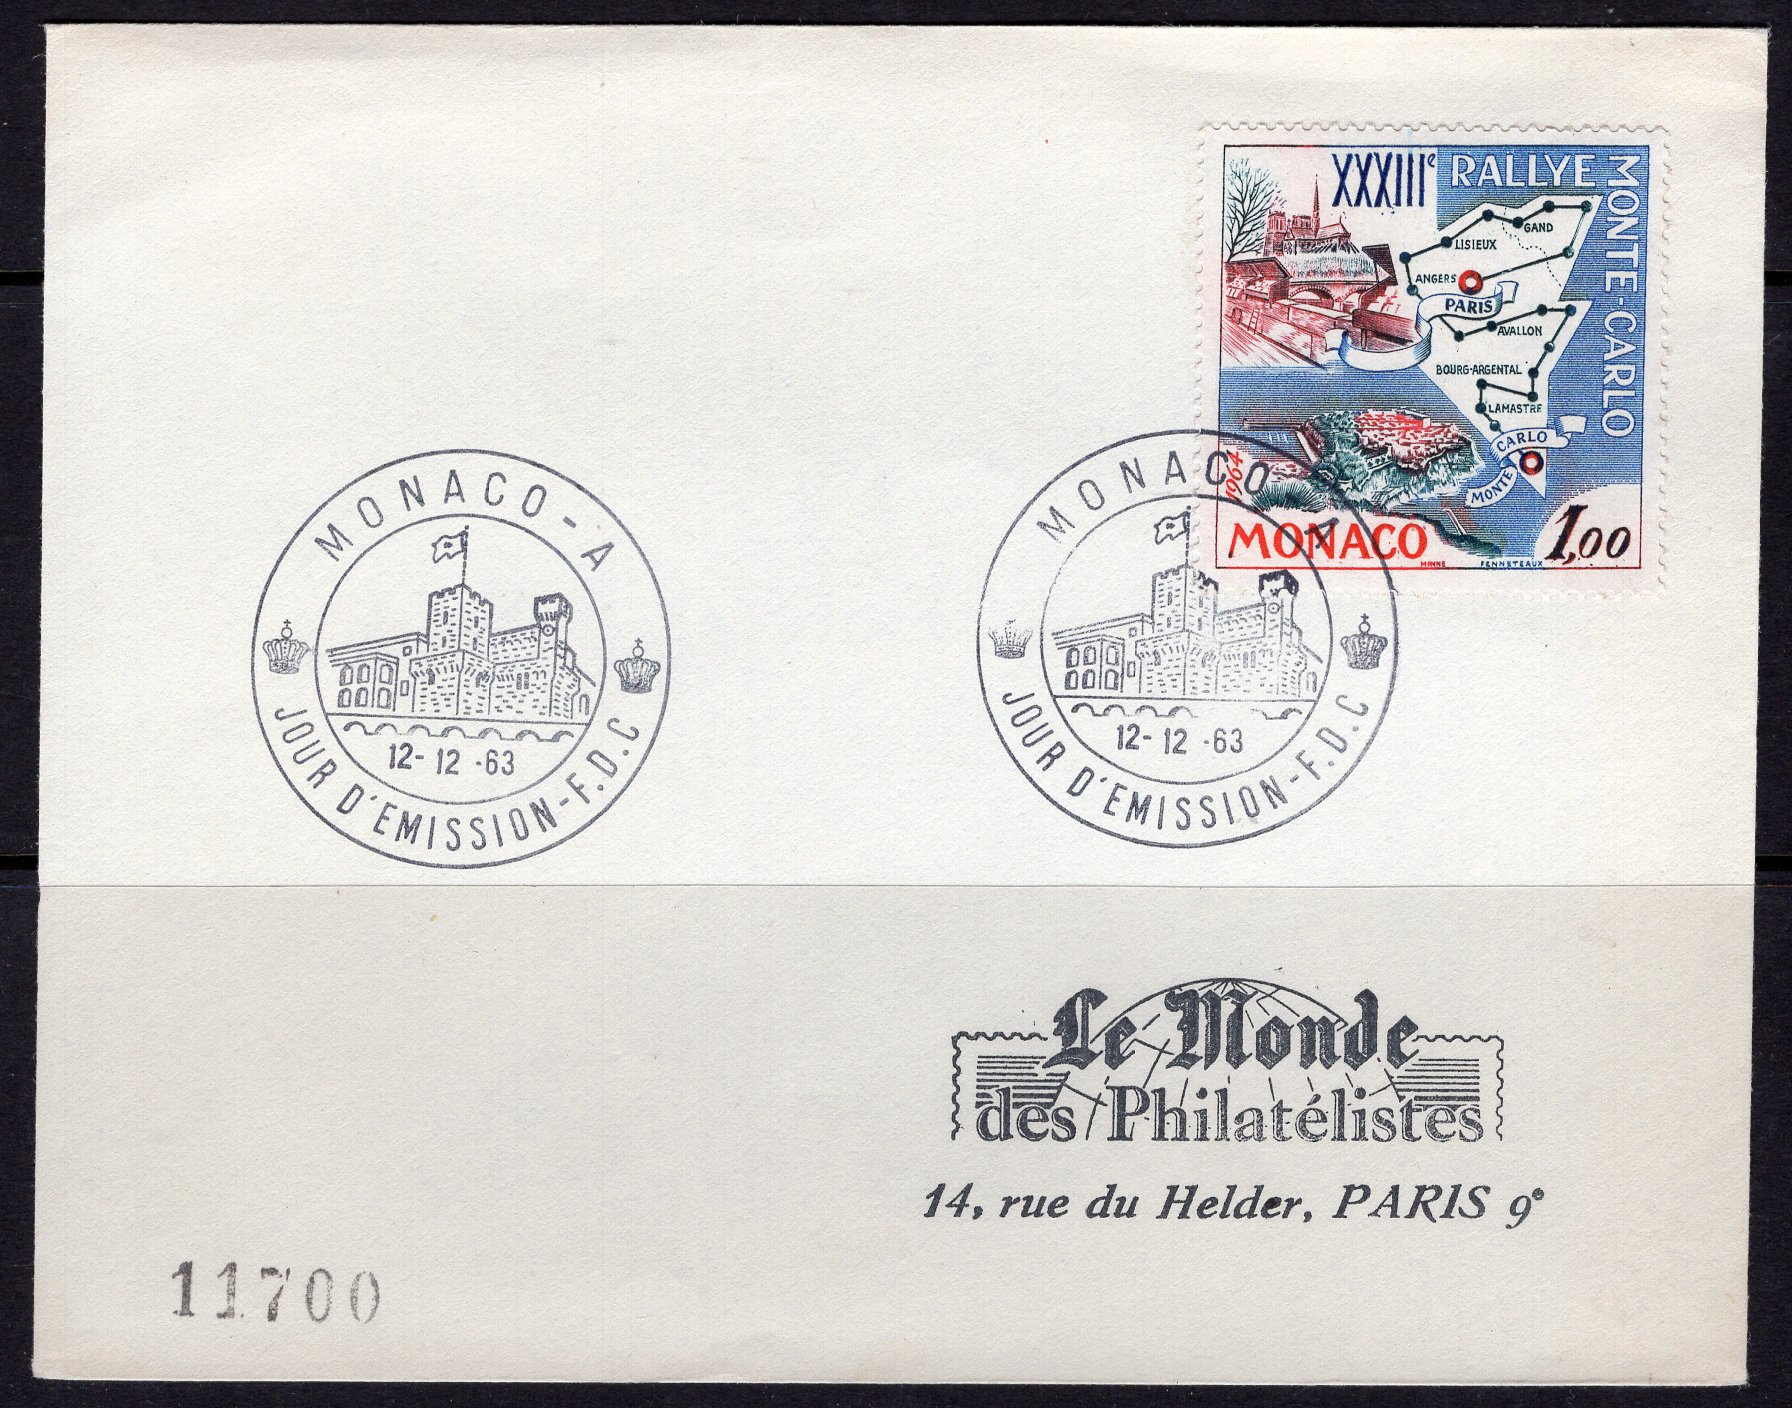 XXXIIIe RALLYE MONTE-CARLO
GAND
LISIEUX
ANGERS
PARIS
AVALLON
BOURG-ARGENTAL
LAMASTRE
MONTE CARLO
1964
MONACO 1,00
MINNE FENNETEAUX
MONACO-A
12-12-63
JOUR D'EMISSION-F.D.C
MONACO A
12-12-63
JOUR D'EMISSION-F.D.C
Le Monde
des Philatélistes
14, rue du Helder, PARIS 9e
11700